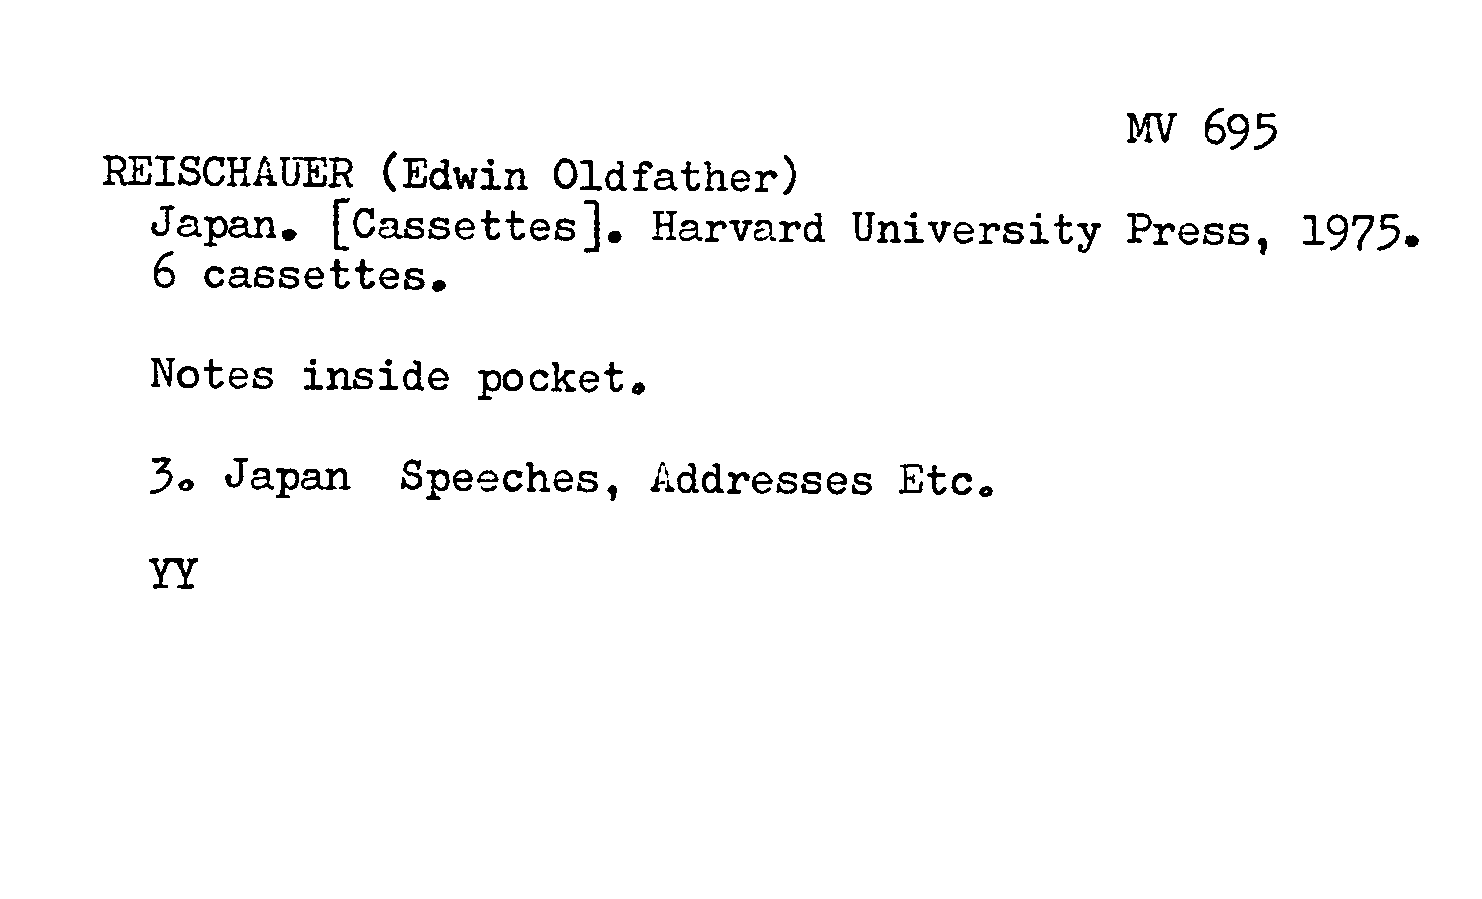 MV 695
REISCHAUER (Edwin Oldfather)
Japan. [Cassettes]. Harvard University Press, 1975.
6 cassettes.
Notes inside pocket.
3. Japan Speeches, Addresses Etc.
YY